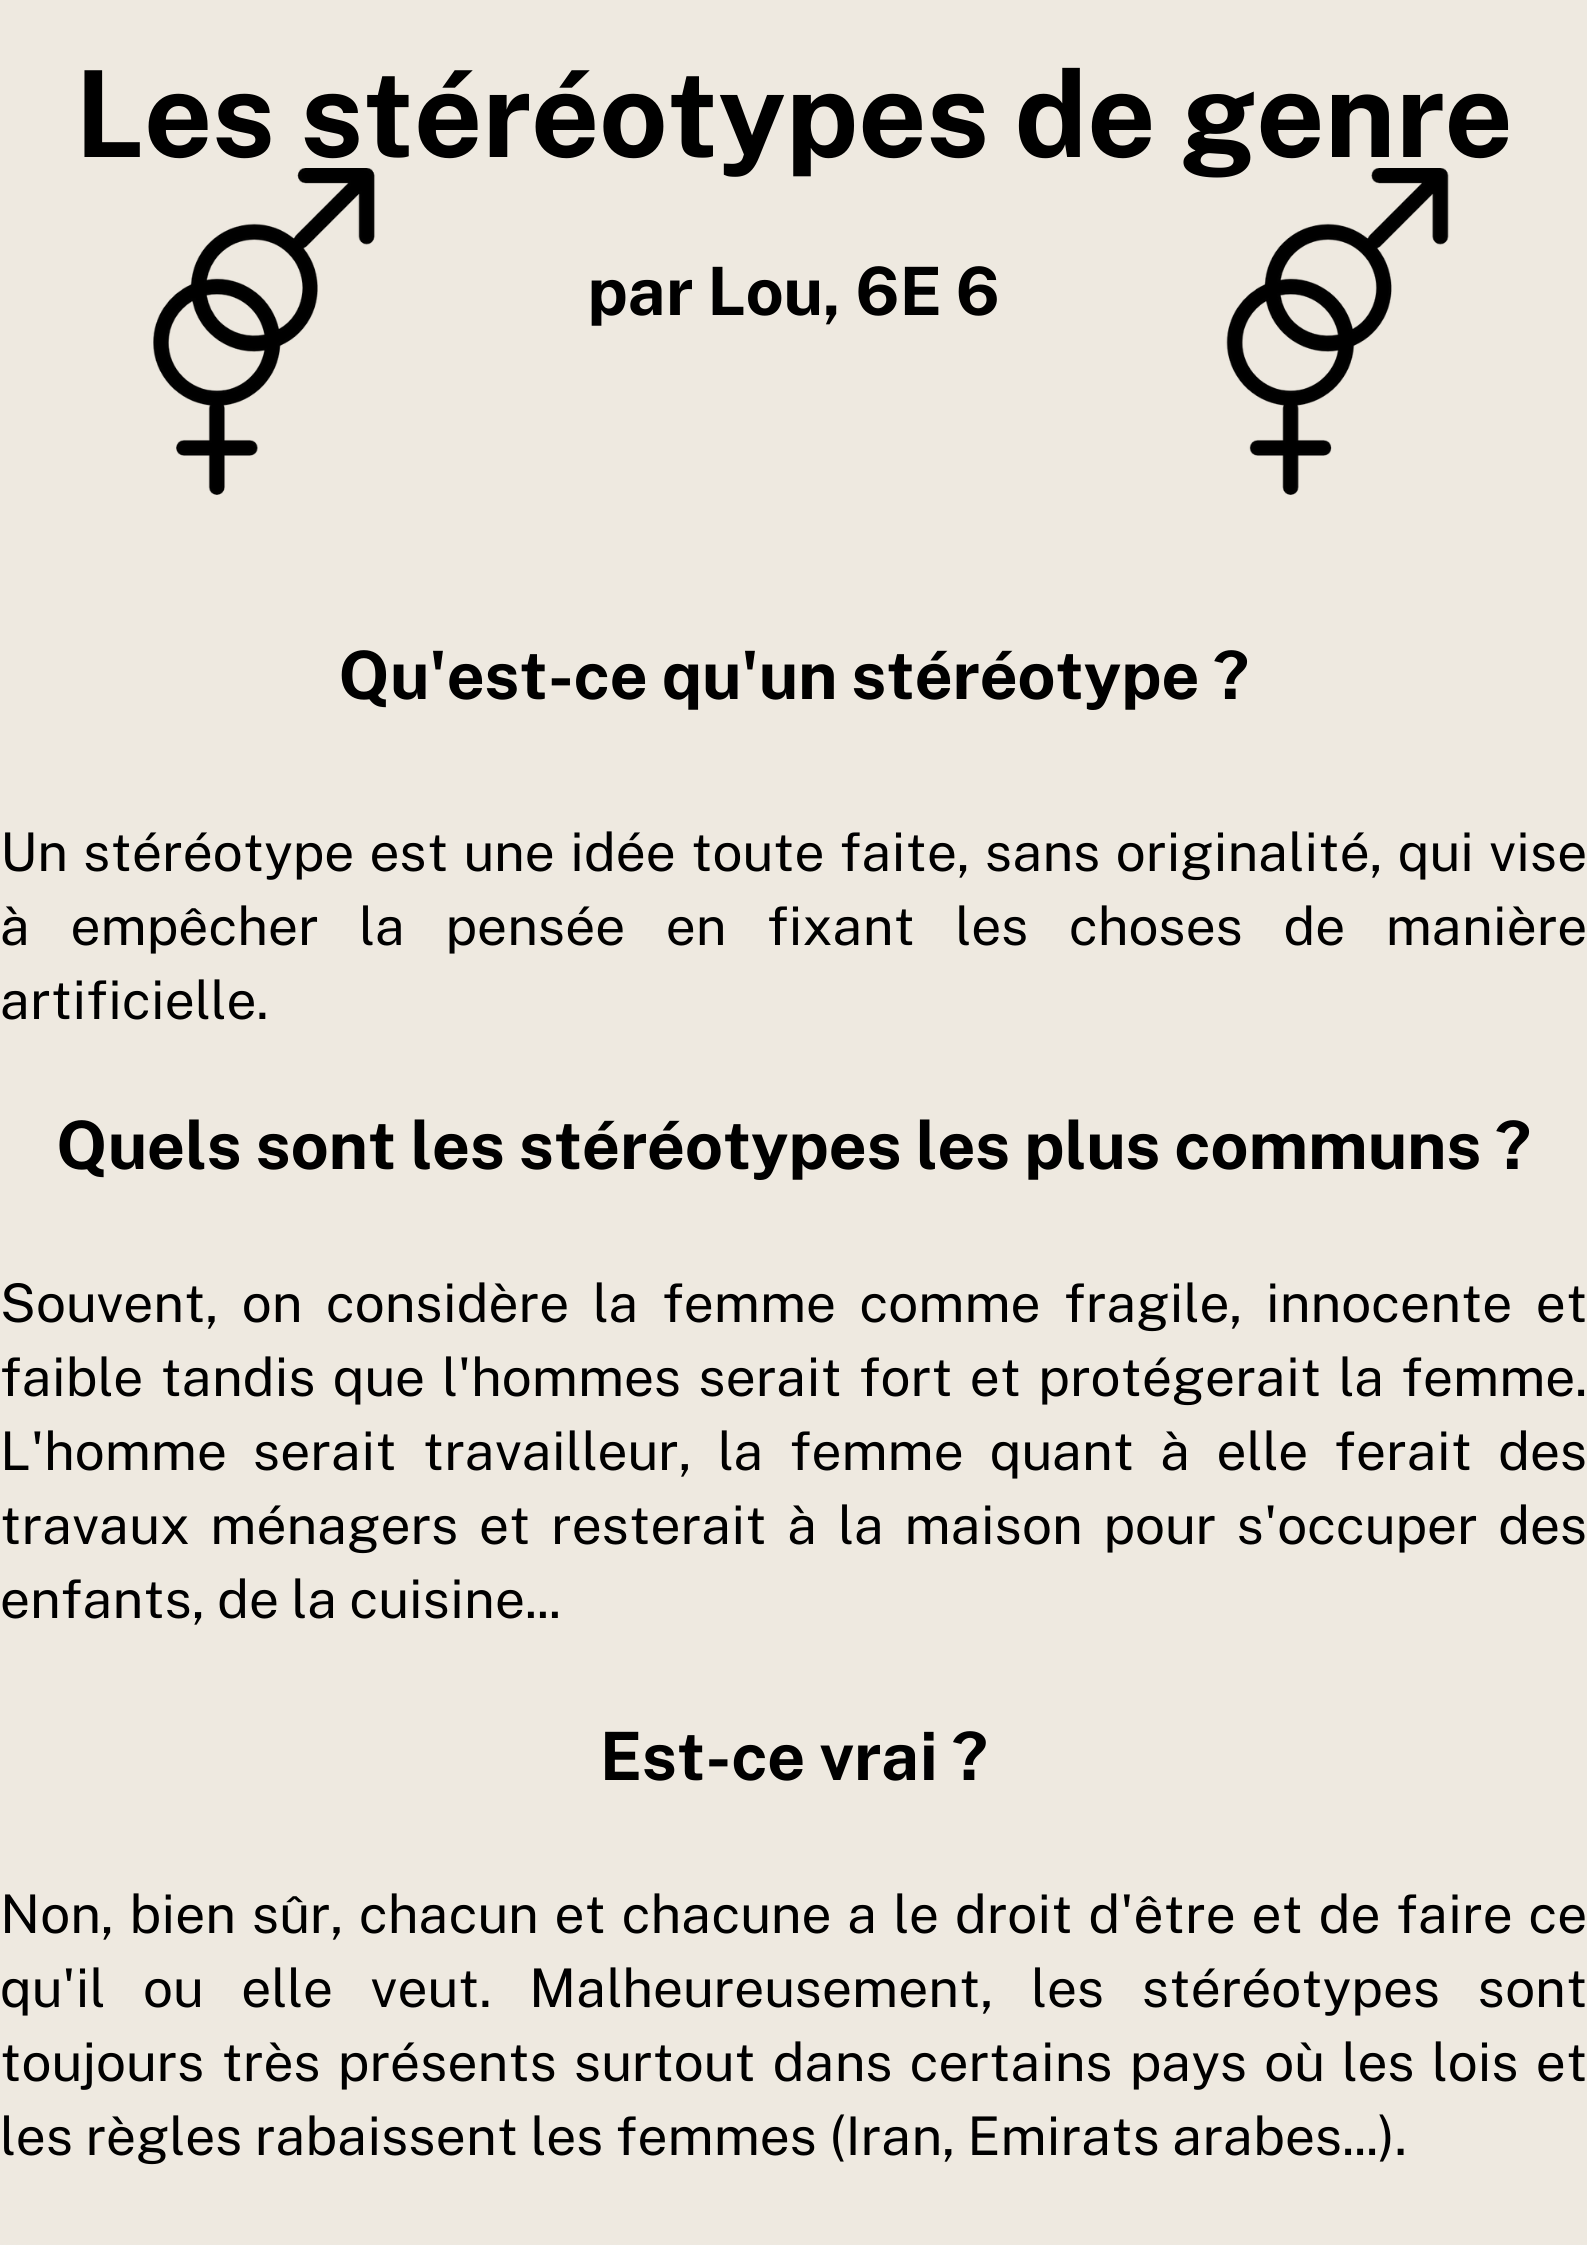 Les stéréotypes de genre
par Lou, 6E 6
Qu'est-ce qu'un stéréotype ?
Un stéréotype est une idée toute faite, sans originalité, qui vise
à empêcher la pensée en fixant les choses de manière
artificielle.
Quels sont les stéréotypes les plus communs ?
Souvent, on considère la femme comme fragile, innocente et
faible tandis que l'hommes serait fort et protégerait la femme.
L'homme serait travailleur, la femme quant à elle ferait des
travaux ménagers et resterait à la maison pour s'occuper des
enfants, de la cuisine...
Est-ce vrai ?
Non, bien sûr, chacun et chacune a le droit d'être et de faire ce
qu'il ou elle veut. Malheureusement, les stéréotypes sont
toujours très présents surtout dans certains pays où les lois et
les règles rabaissent les femmes (Iran, Emirats arabes...).